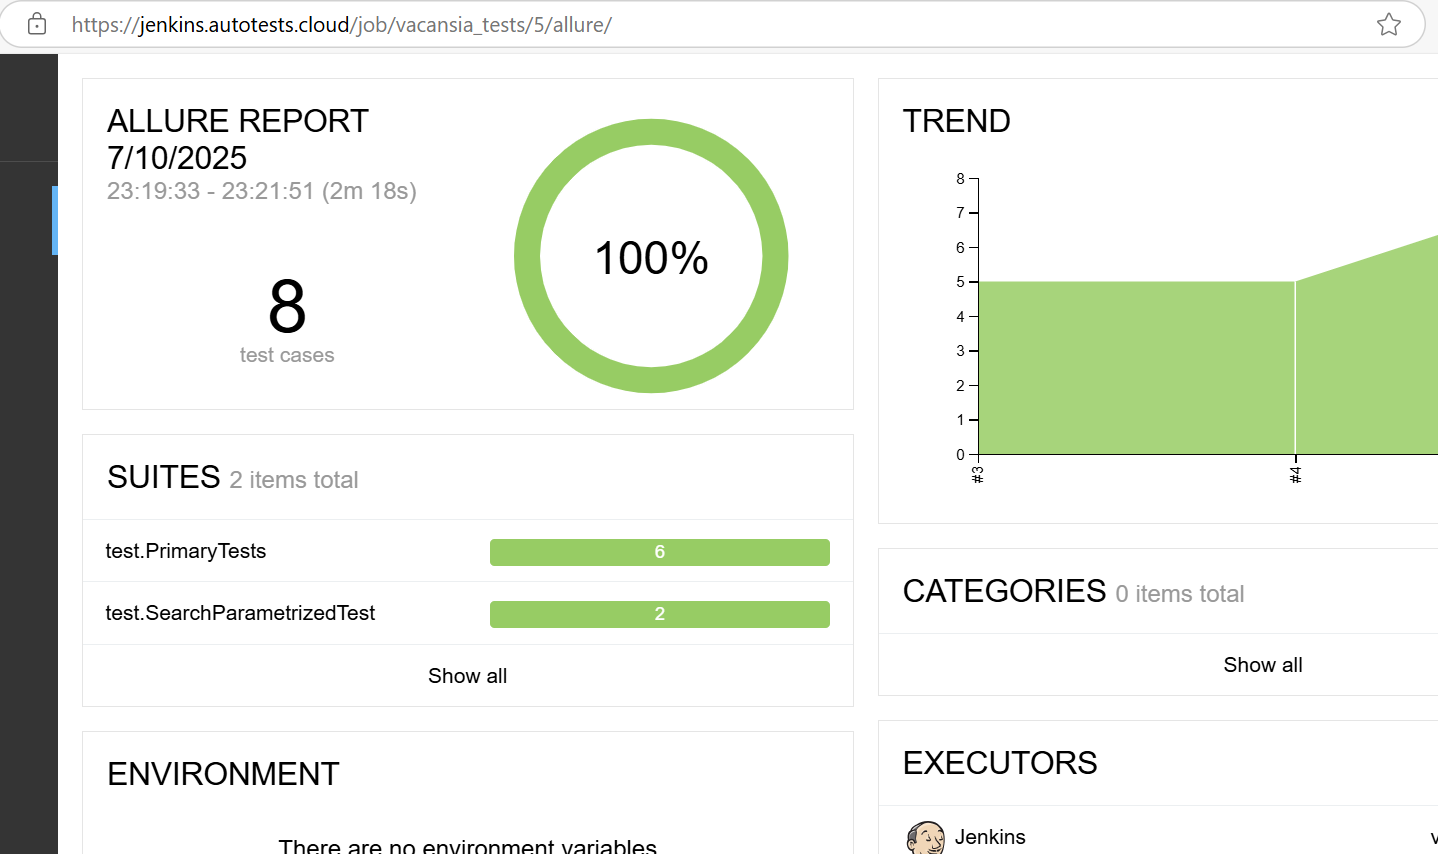 https://jenkins.autotests.cloud/job/vacansia_tests/5/allure/
ALLURE REPORT
7/10/2025
23:19:33 - 23:21:51 (2m 18s)
100%
8
test cases
SUITES 2 items total
test.PrimaryTests 6
test.SearchParametrizedTest 2
Show all
ENVIRONMENT
There are no environment variables
TREND
8
7
6
5
4
3
2
1
0
#3
#4
CATEGORIES 0 items total
Show all
EXECUTORS
Jenkins